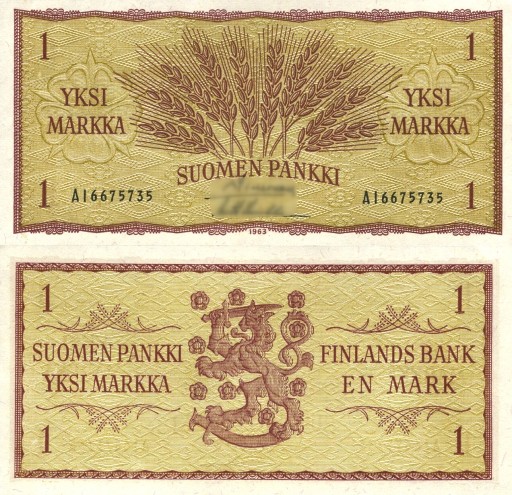 1 1
YKSI MARKKA
YKSI MARKKA
SUOMEN PANKKI
1 A16675735
A16675735 1
1963
1 1
SUOMEN PANKKI
YKSI MARKKA
FINLANDS BANK
EN MARK
1 1